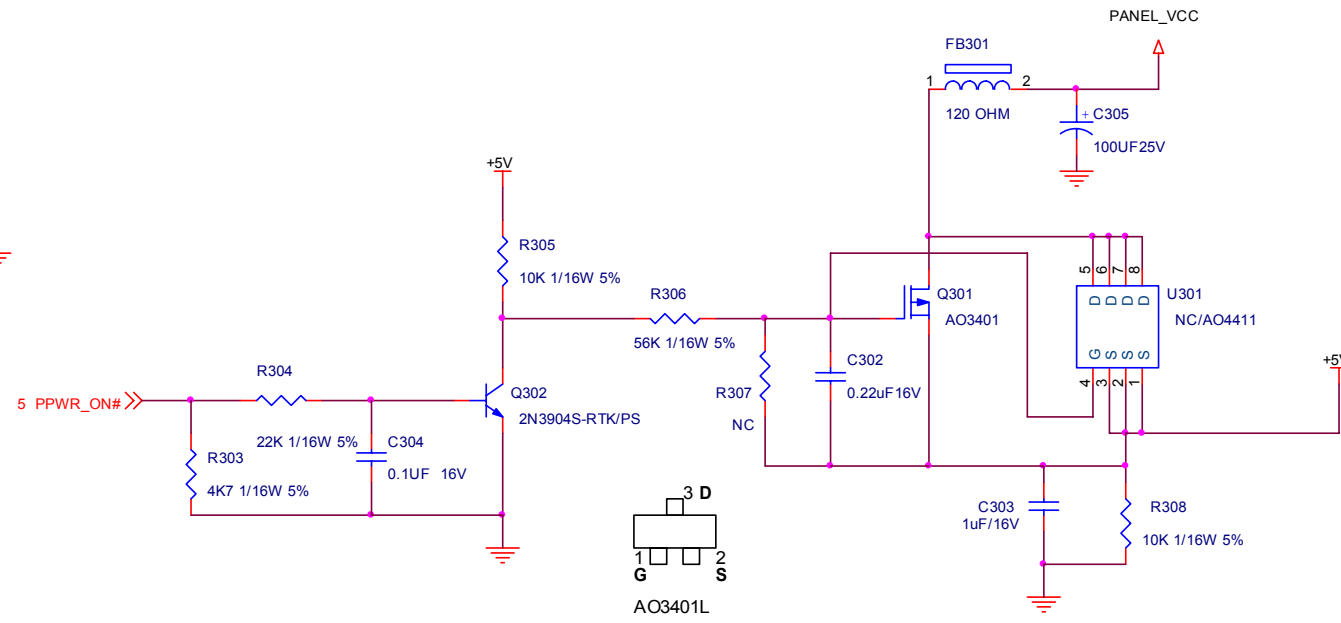 PANEL_VCC
FB301
1
2
120 OHM
+ C305
100UF25V
+5V
R305
10K 1/16W 5%
5
6
7
8
R306
Q301
U301
D
D
D
D
AO3401
NC/AO4411
56K 1/16W 5%
C302
G
S
S
S
+5V
R304
R307
0.22uF16V
4
3
2
1
5 PPWR_ON#
Q302
2N3904S-RTK/PS
NC
22K 1/16W 5%
C304
R303
0.1UF 16V
4K7 1/16W 5%
3 D
C303
1uF/16V
R308
10K 1/16W 5%
1
2
G
S
AO3401L